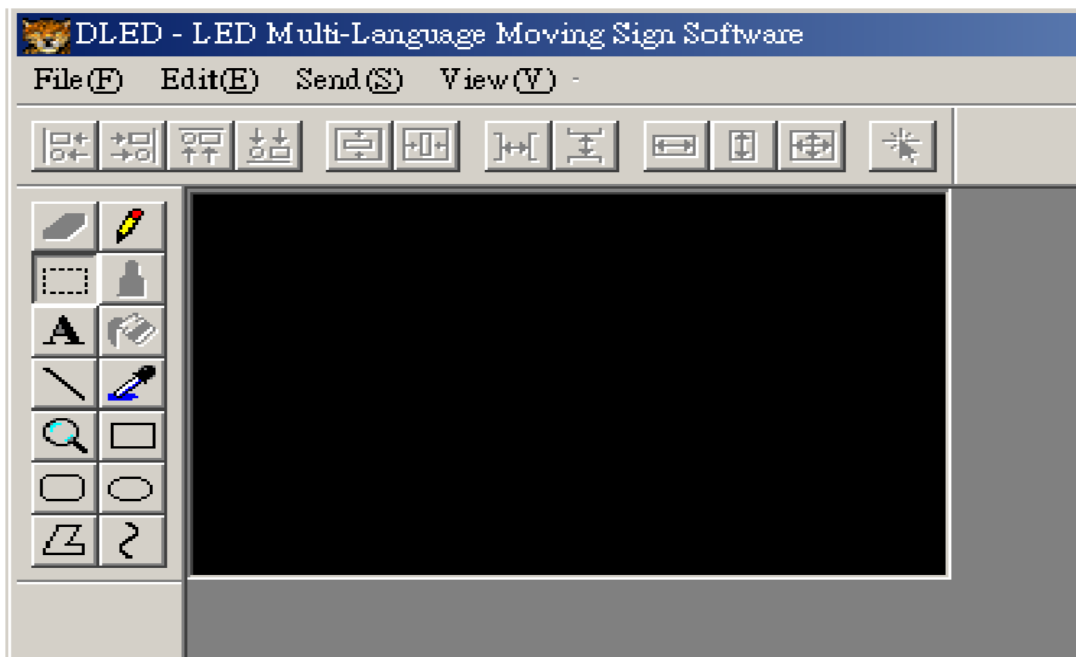 DLED - LED Multi-Language Moving Sign Software
File(F) Edit(E) Send(S) View(V) -
A